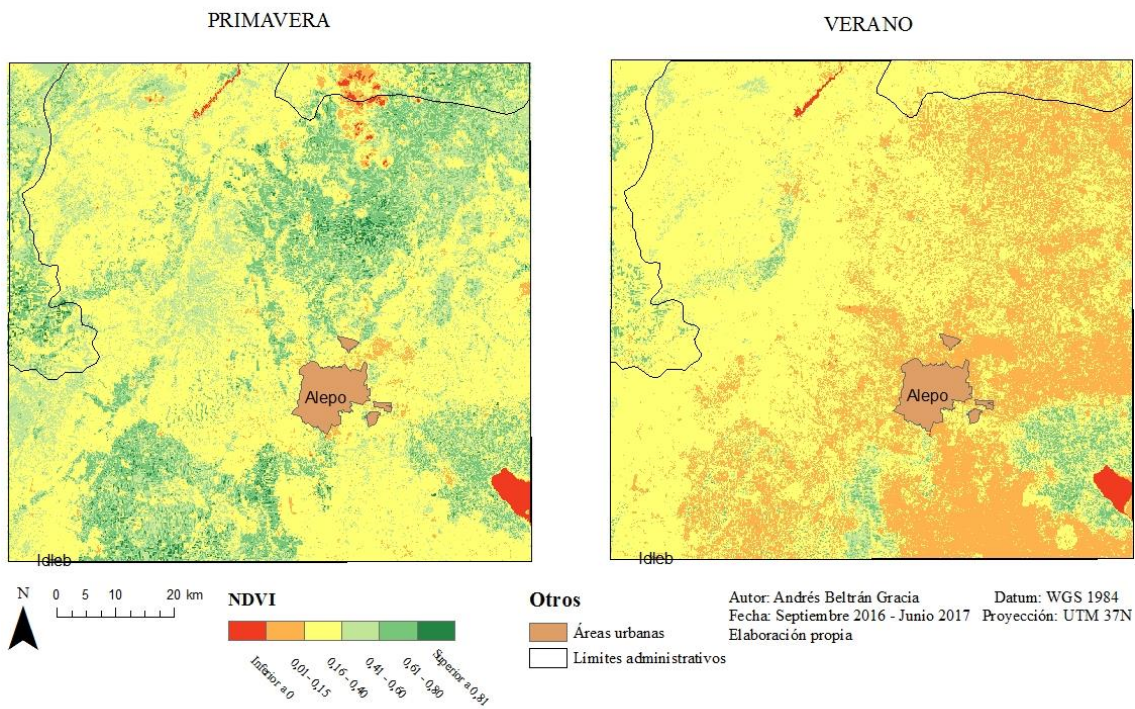 PRIMAVERA
VERANO
Alepo
Idleb
Alepo
Idleb
N
0 5 10 20 km
NDVI
Inferior a 0
0,01 - 0,15
0,16 - 0,40
0,41 - 0,60
0,61 - 0,80
Superior a 0,81
Otros
Áreas urbanas
Límites administrativos
Autor: Andrés Beltrán Gracia Datum: WGS 1984
Fecha: Septiembre 2016 - Junio 2017 Proyección: UTM 37N
Elaboración propia